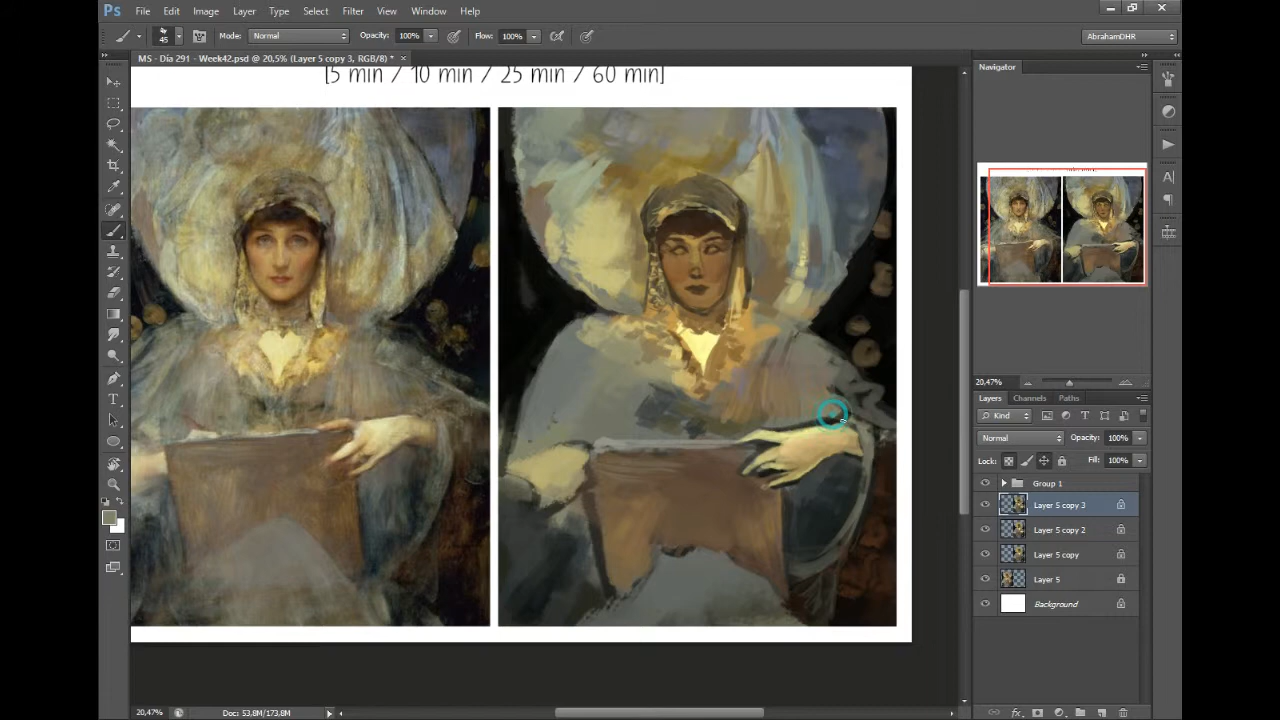 Ps File Edit Image Layer Type Select Filter View Window Help
45 Mode: Normal Opacity: 100% Flow: 100% AbrahamDHR
MS - Dia 291 - Week42.psd @ 20,5% (Layer 5 copy 3, RGB/8) * ×
[5 min / 10 min / 25 min / 60 min]
Navigator
20,47%
Layers Channels Paths
Kind
Normal Opacity: 100%
Lock: Fill: 100%
Group 1
Layer 5 copy 3
Layer 5 copy 2
Layer 5 copy
Layer 5
Background
20,47% Doc: 53,8M/173,8M